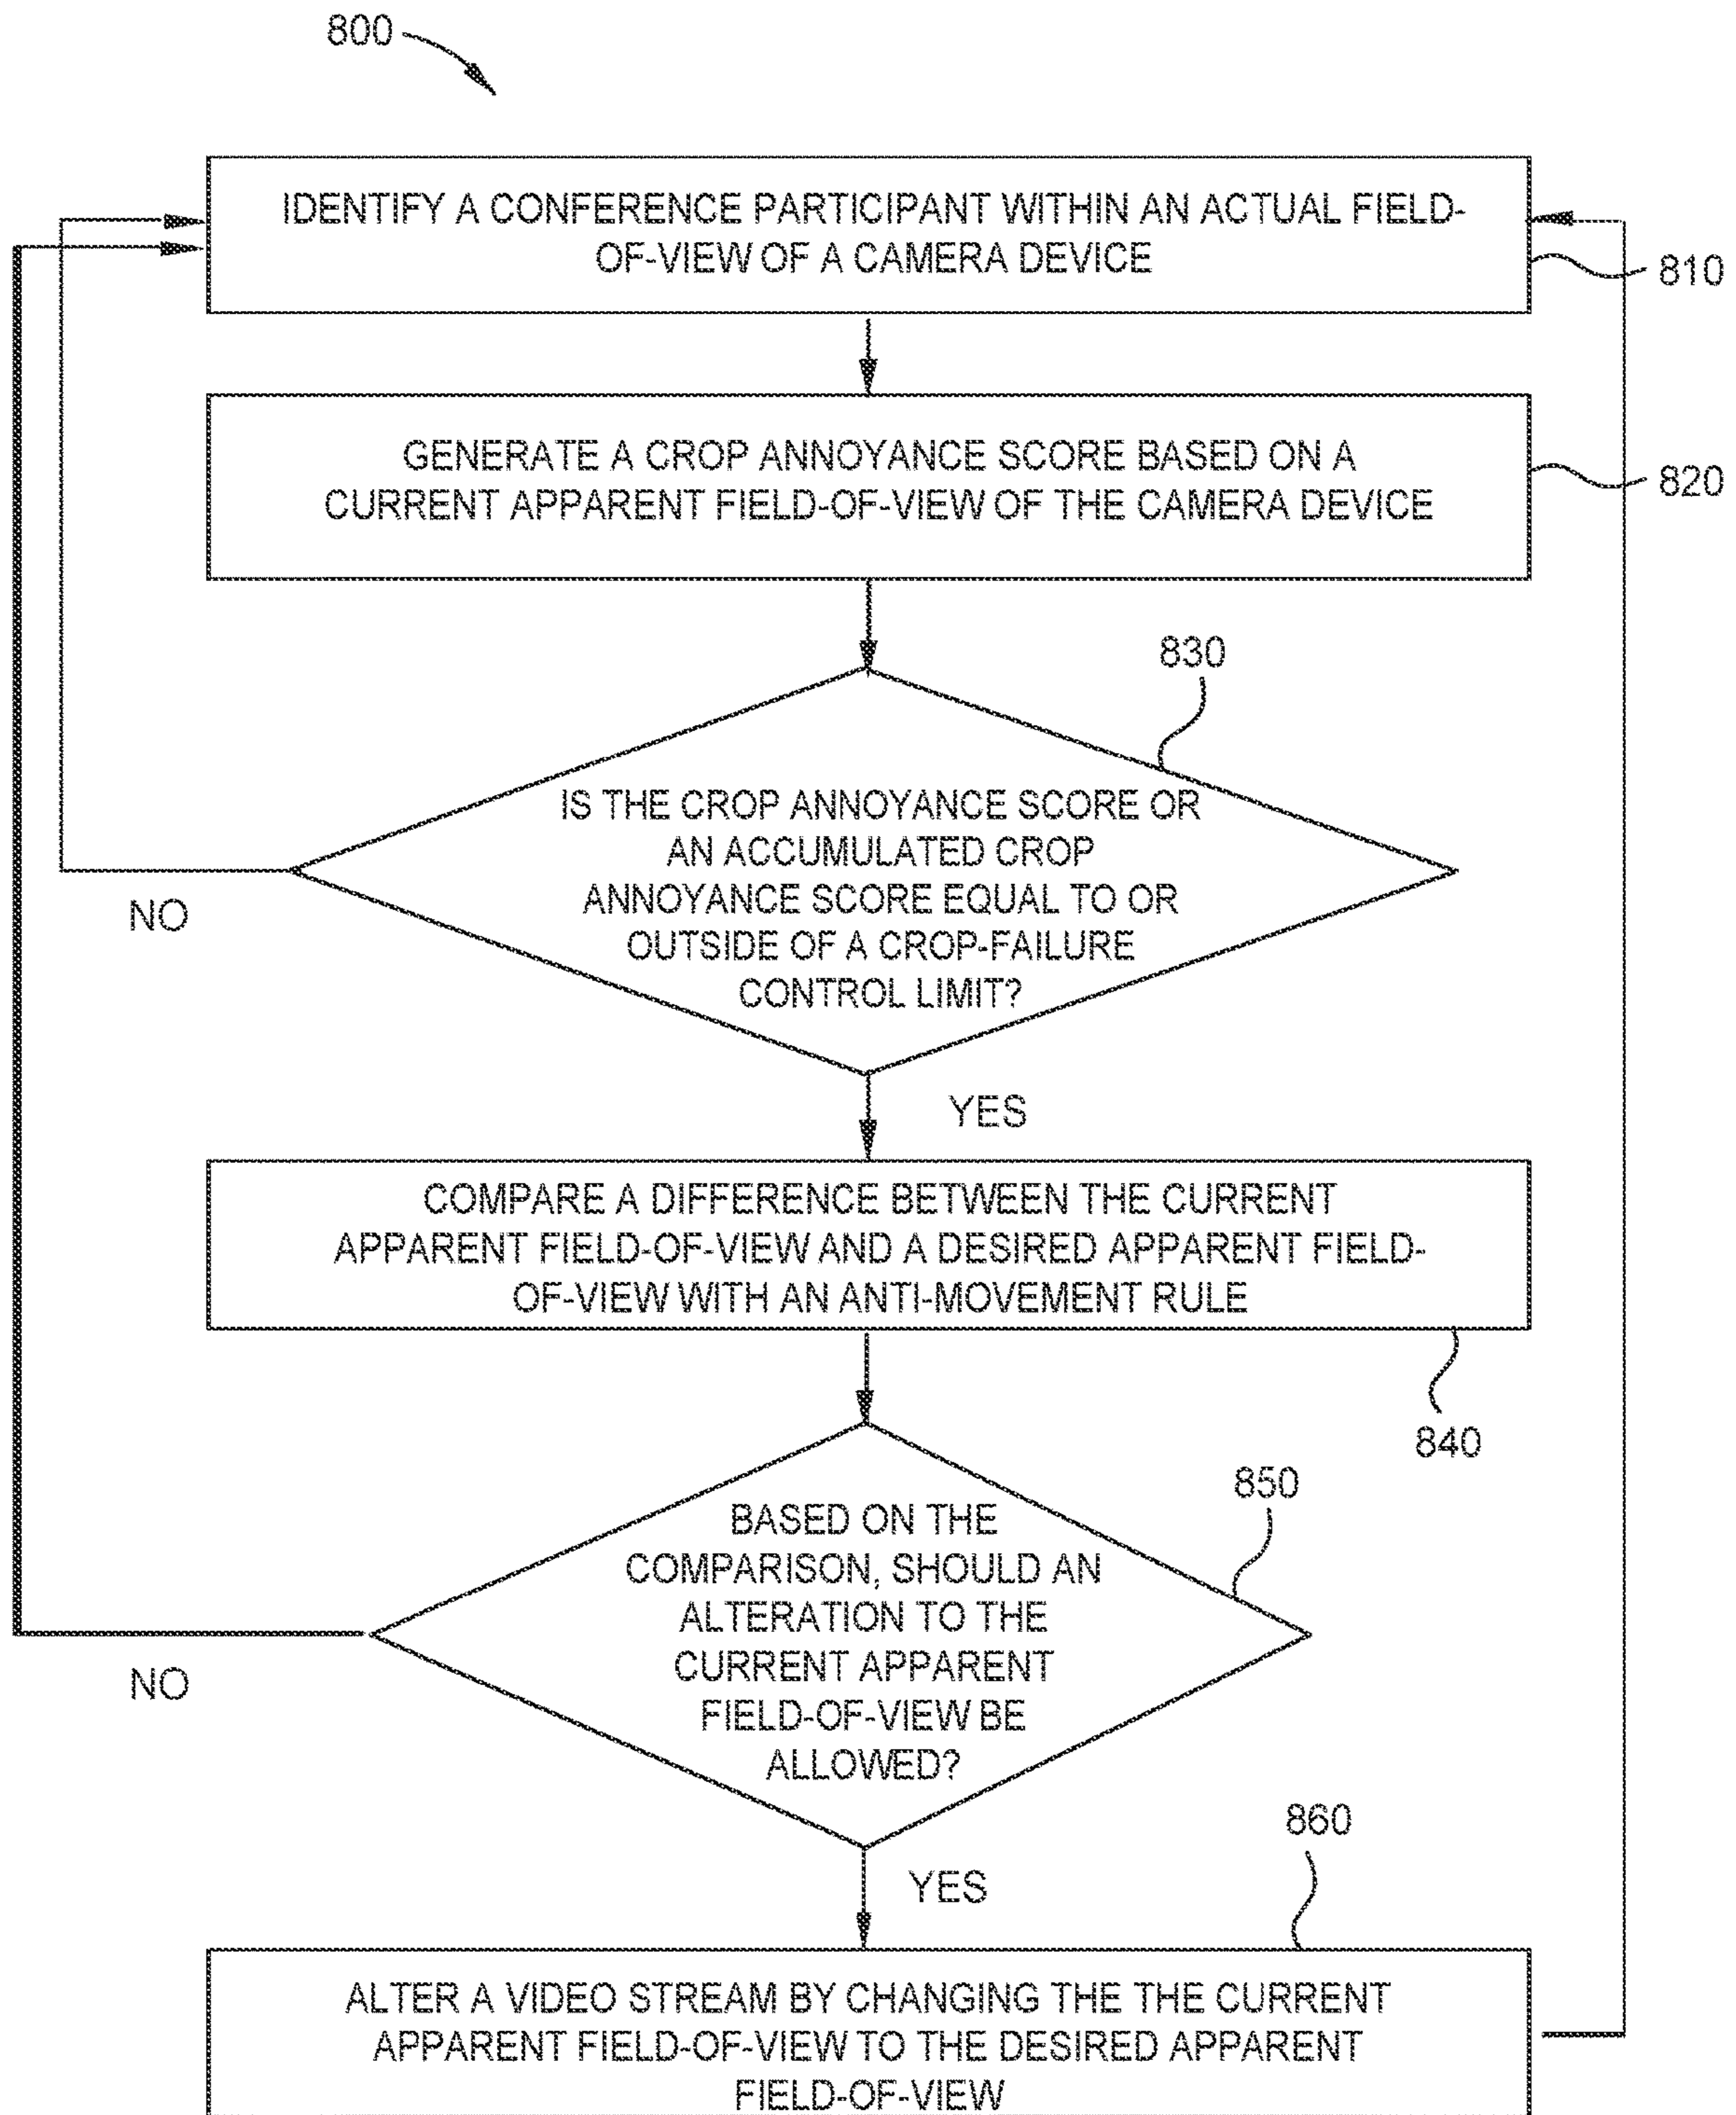 800
IDENTIFY A CONFERENCE PARTICIPANT WITHIN AN ACTUAL FIELD-
OF-VIEW OF A CAMERA DEVICE
810
GENERATE A CROP ANNOYANCE SCORE BASED ON A
CURRENT APPARENT FIELD-OF-VIEW OF THE CAMERA DEVICE
820
830
IS THE CROP ANNOYANCE SCORE OR
AN ACCUMULATED CROP
ANNOYANCE SCORE EQUAL TO OR
OUTSIDE OF A CROP-FAILURE
CONTROL LIMIT?
NO
YES
COMPARE A DIFFERENCE BETWEEN THE CURRENT
APPARENT FIELD-OF-VIEW AND A DESIRED APPARENT FIELD-
OF-VIEW WITH AN ANTI-MOVEMENT RULE
840
850
BASED ON THE
COMPARISON, SHOULD AN
ALTERATION TO THE
CURRENT APPARENT
FIELD-OF-VIEW BE
ALLOWED?
NO
YES
860
ALTER A VIDEO STREAM BY CHANGING THE THE CURRENT
APPARENT FIELD-OF-VIEW TO THE DESIRED APPARENT
FIELD-OF-VIEW